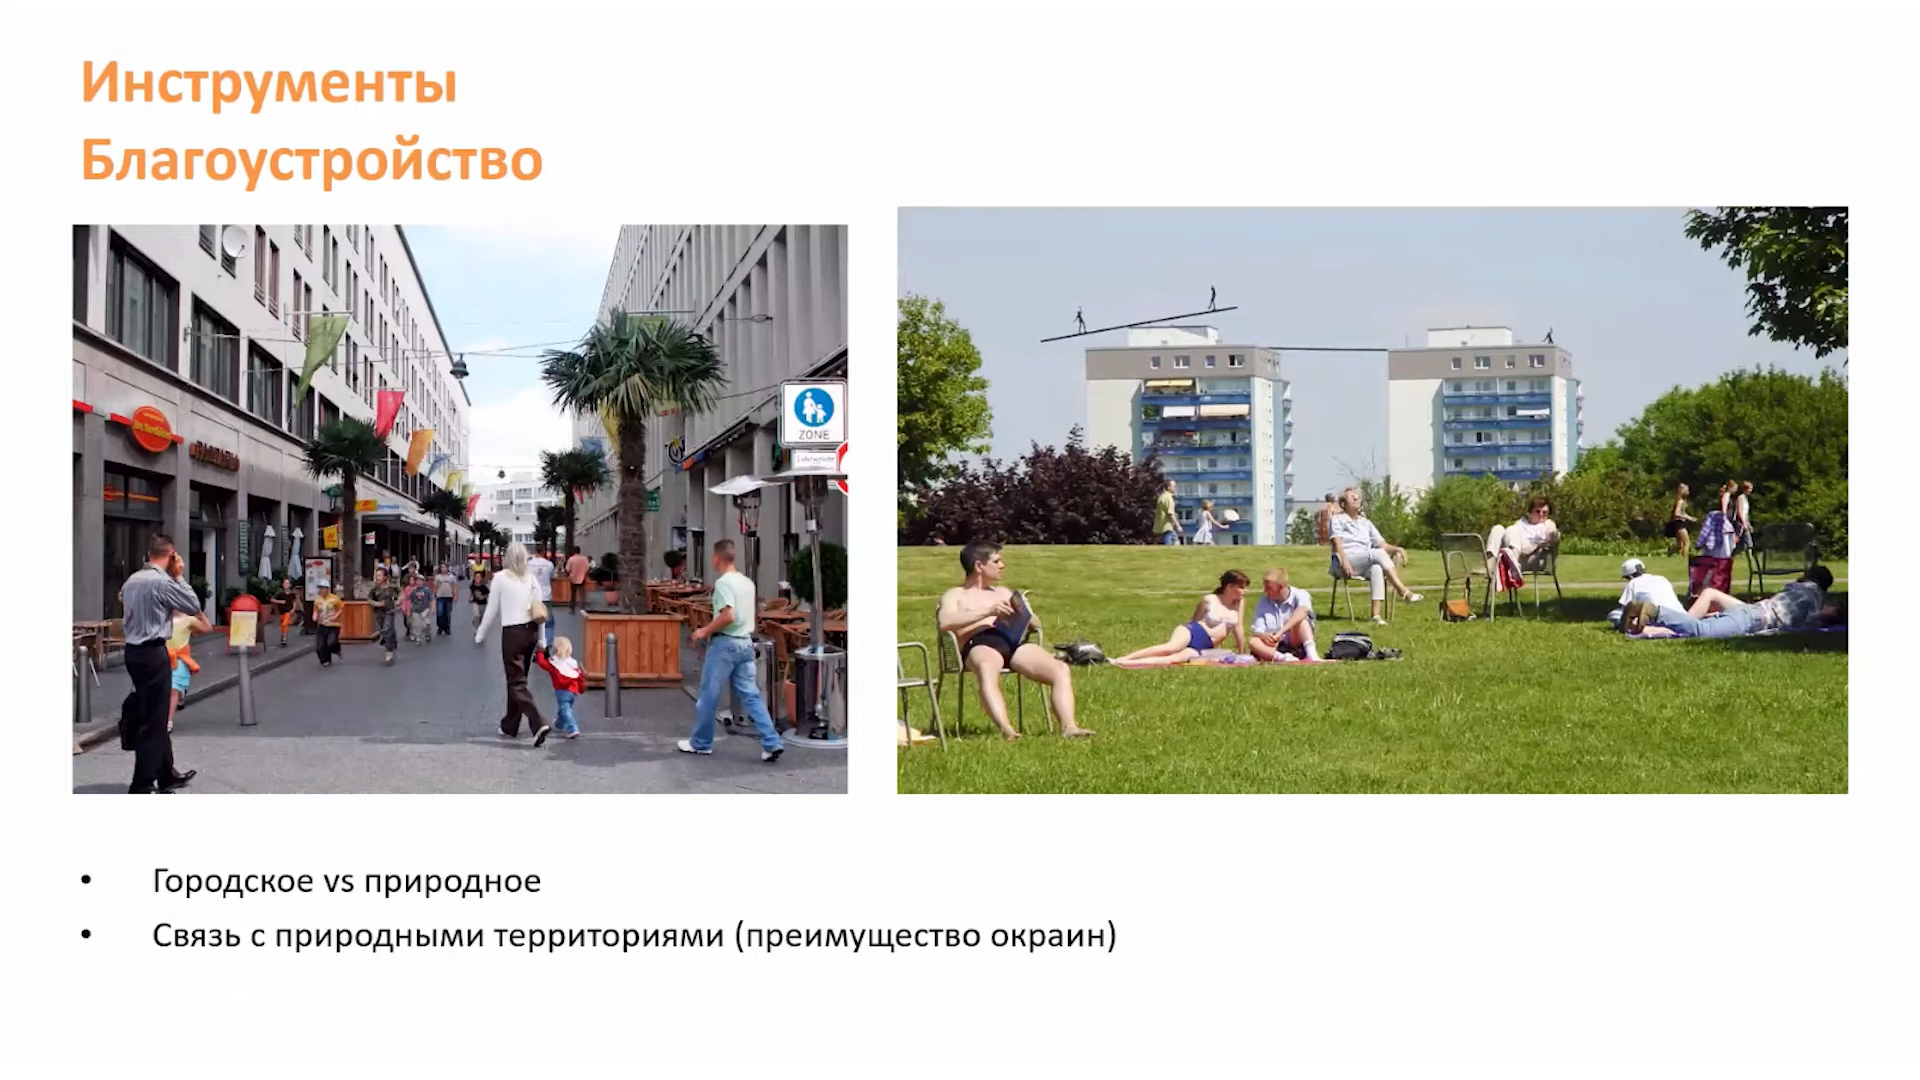 Инструменты
Благоустройство
ZONE
• Городское vs природное
• Связь с природными территориями (преимущество окраин)